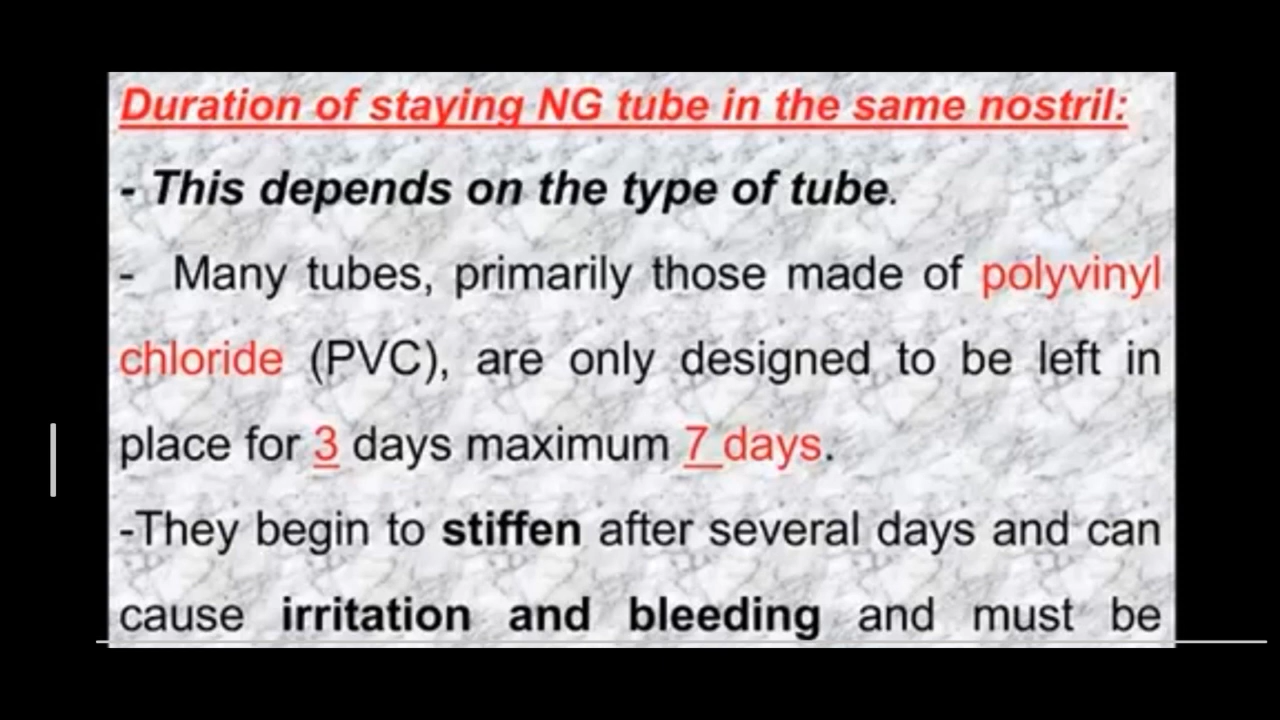 Duration of staying NG tube in the same nostril:
- This depends on the type of tube.
- Many tubes, primarily those made of polyvinyl
chloride (PVC), are only designed to be left in
place for 3 days maximum 7 days.
-They begin to stiffen after several days and can
cause irritation and bleeding and must be